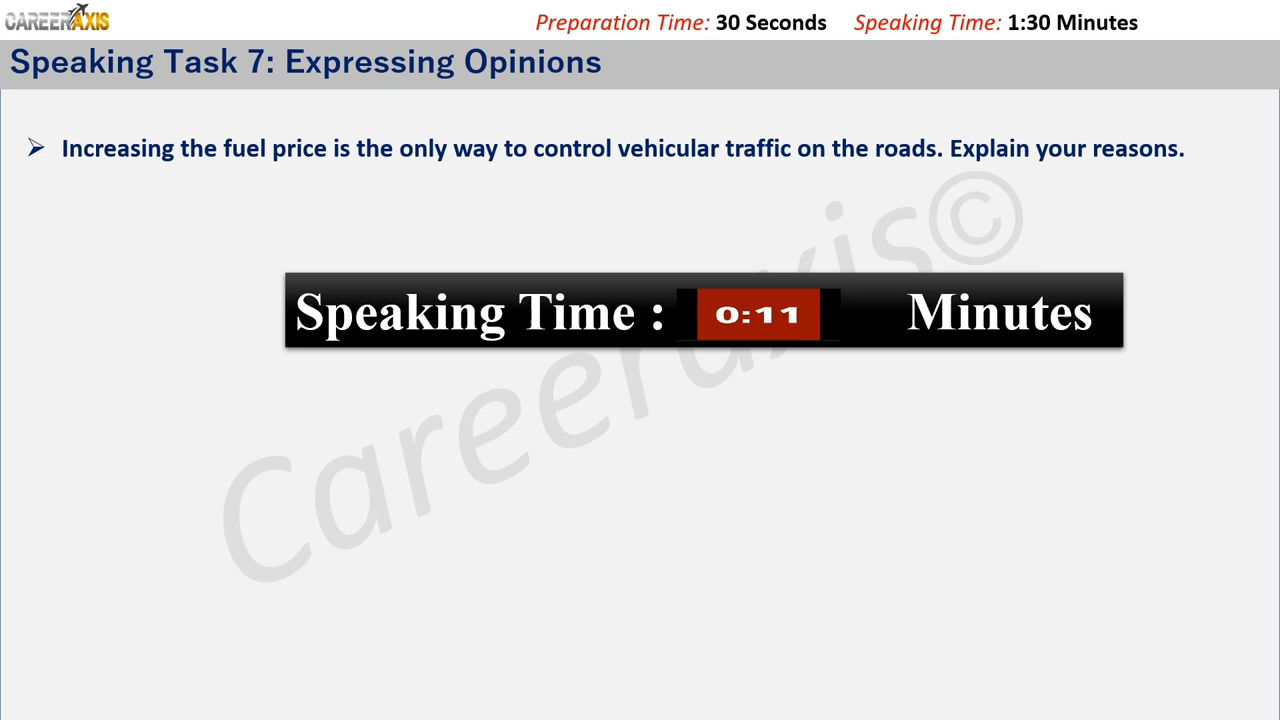 CAREERAXIS
Preparation Time: 30 Seconds Speaking Time: 1:30 Minutes
Speaking Task 7: Expressing Opinions
➢ Increasing the fuel price is the only way to control vehicular traffic on the roads. Explain your reasons.
Speaking Time : 0:11 Minutes
Careeraxis©